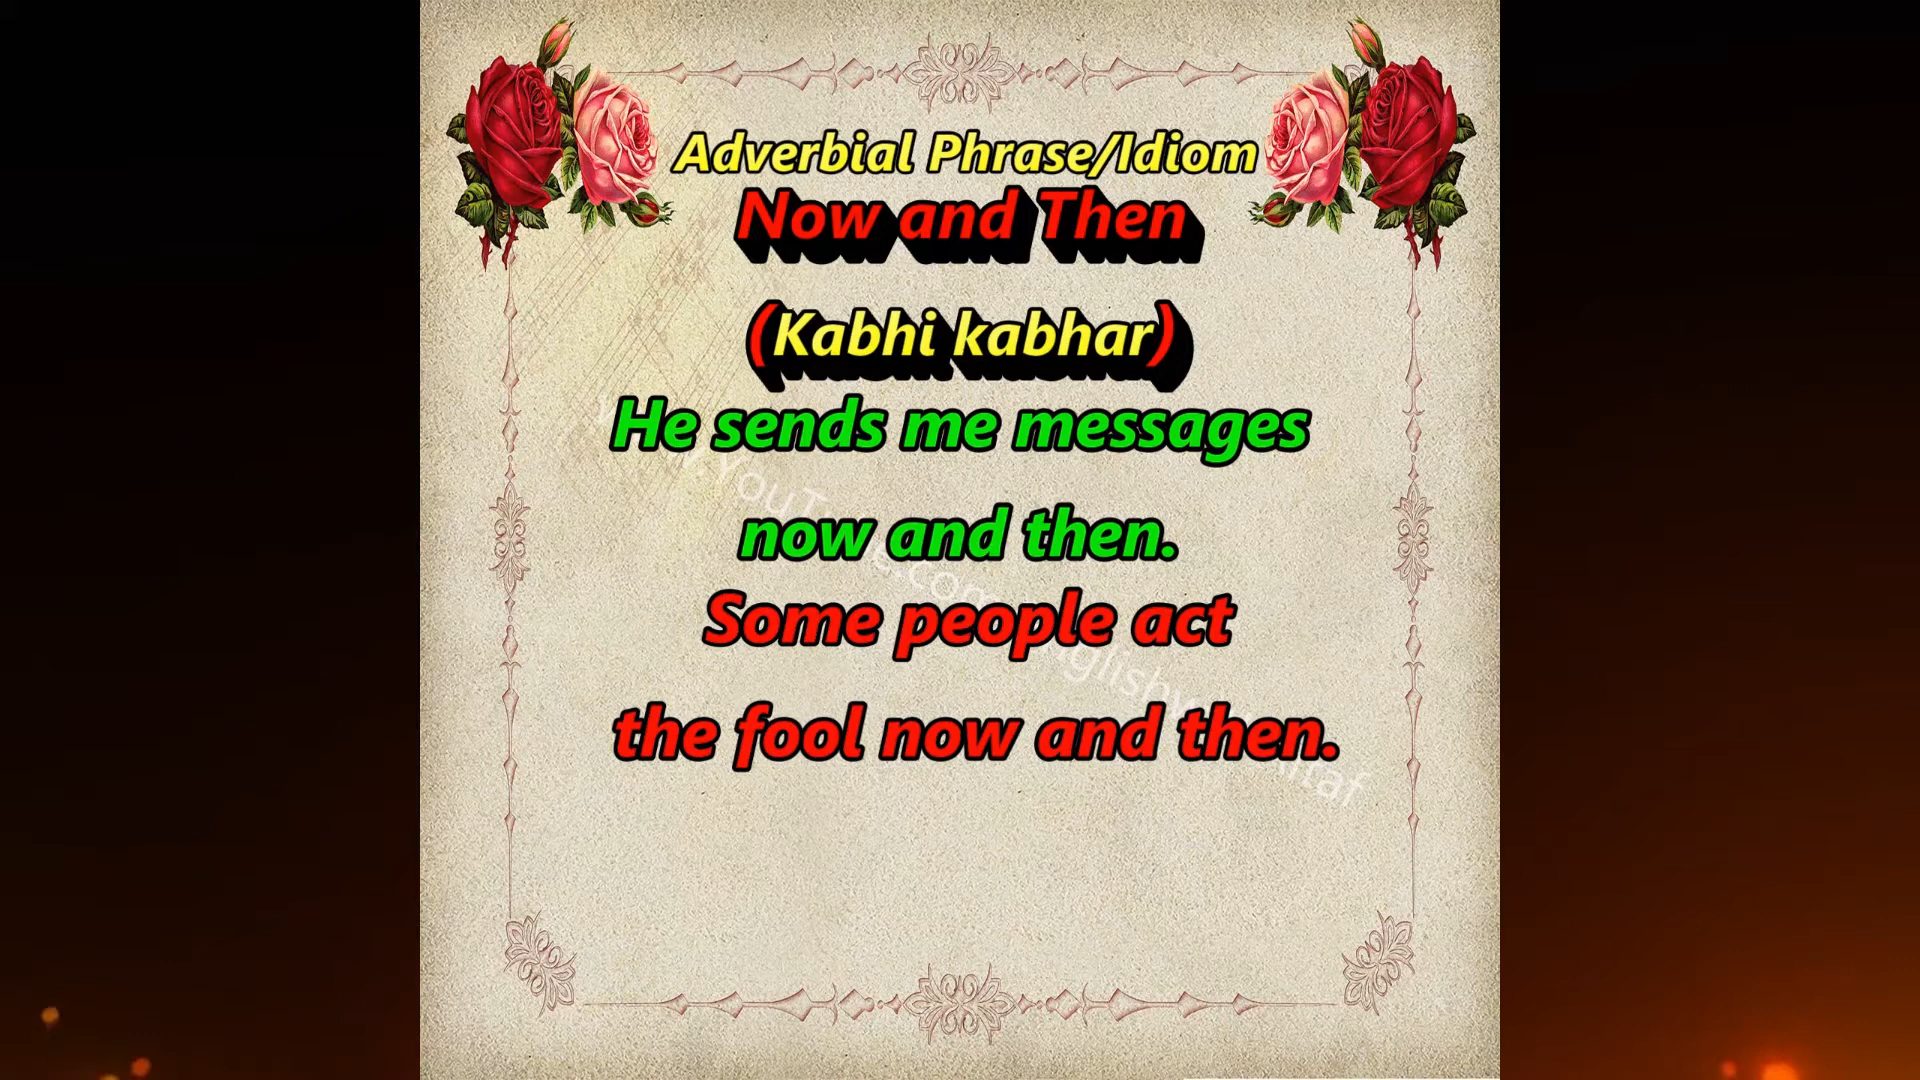 Adverbial Phrase/Idiom
Now and Then
(Kabhi kabhar)
He sends me messages
now and then.
Some people act
the fool now and then.